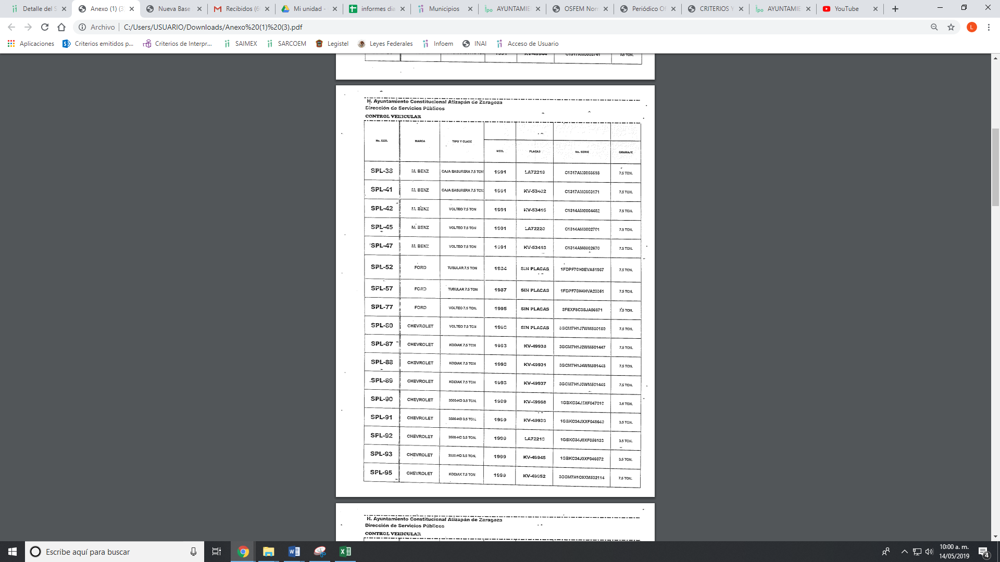 Detalle del S
Anexo (1) (3
Nueva Base
Recibidos (6
Mi unidad -
informes dia
Municipios
AYUNTAMIE
OSFEM Nor
Periódico Of
CRITERIOS Y
AYUNTAMIE
YouTube
Archivo | C:/Users/USUARIO/Downloads/Anexo%20(1)%20(3).pdf
L
Aplicaciones
Criterios emitidos p...
Criterios de Interpr...
SAIMEX
SARCOEM
Legistel
Leyes Federales
Infoem
INAI
Acceso de Usuario
H. Ayuntamiento Constitucional Atizapán de Zaragoza
Dirección de Servicios Públicos
CONTROL VEHICULAR
No. ECO. MARCA TIPO Y CLASE MOD. PLACAS No. SERIE GRAMAJE
SPL-38 M. BENZ CAJA BASURERA 7.5 TON 1991 LA72216 C1317AM0003593 7.5 TON.
SPL-41 M. BENZ CAJA BASURERA 7.5 TON 1991 KV-53402 C1317AM0003171 7.5 TON.
SPL-42 M. BENZ VOLTEO 7.5 TON 1991 KV-53416 C1314AM0004482 7.5 TON.
SPL-45 M. BENZ VOLTEO 7.5 TON 1991 LA72220 C1314AM0002701 7.5 TON.
SPL-47 M. BENZ VOLTEO 7.5 TON 1991 KV-53418 C1314AM0002670 7.5 TON.
SPL-52 FORD TUBULAR 7.5 TON 1984 SIN PLACAS 1FDPF70H0EVA51967 7.5 TON.
SPL-57 FORD TUBULAR 7.5 TON 1987 SIN PLACAS 1FDPF70H4HVA23051 7.5 TON.
SPL-77 FORD VOLTEO 7.5 TON. 1995 SIN PLACAS 3FEXF8C3SJA06871 7.5 TON.
SPL-80 CHEVROLET VOLTEO 7.5 TON SIN PLACAS 3GCM7H1J7WM500150 7.5 TON.
SPL-87 CHEVROLET KODIAK 7.5 TON KV-49938 3GCM7H1J2WM501447 7.5 TON.
SPL-88 CHEVROLET KODIAK 7.5 TON 1998 KV-49931 3GCM7H1J4WM501448 7.5 TON.
SPL-89 CHEVROLET KODIAK 7.5 TON 1998 KV-49937 7.5 TON.
SPL-90 CHEVROLET 3500-HD 3.5 TON. 1999 KV-49968 1GBKC34J5XF047010
SPL-91 CHEVROLET 3500-HD 3.5 TON. 1999 1GBKC34JXXF048640 3.5 TON.
SPL-92 CHEVROLET 3500-HD 3.5 TON. 1999 1GBKC34J0XF056133 3.5 TON.
SPL-93 CHEVROLET 3500-HD 3.5 TON. 1999 KV-49945 1GBKC34J0XF046072 3.5 TON.
SPL-95 CHEVROLET KODIAK 7.5 TON 1999 KV-49952 3GCM7H1C9XM502114 7.5 TON.
H. Ayuntamiento Constitucional Atizapán de Zaragoza
Dirección de Servicios Públicos
CONTROL VEHICULAR
Escribe aquí para buscar
10:00 a. m.
14/05/2019
4